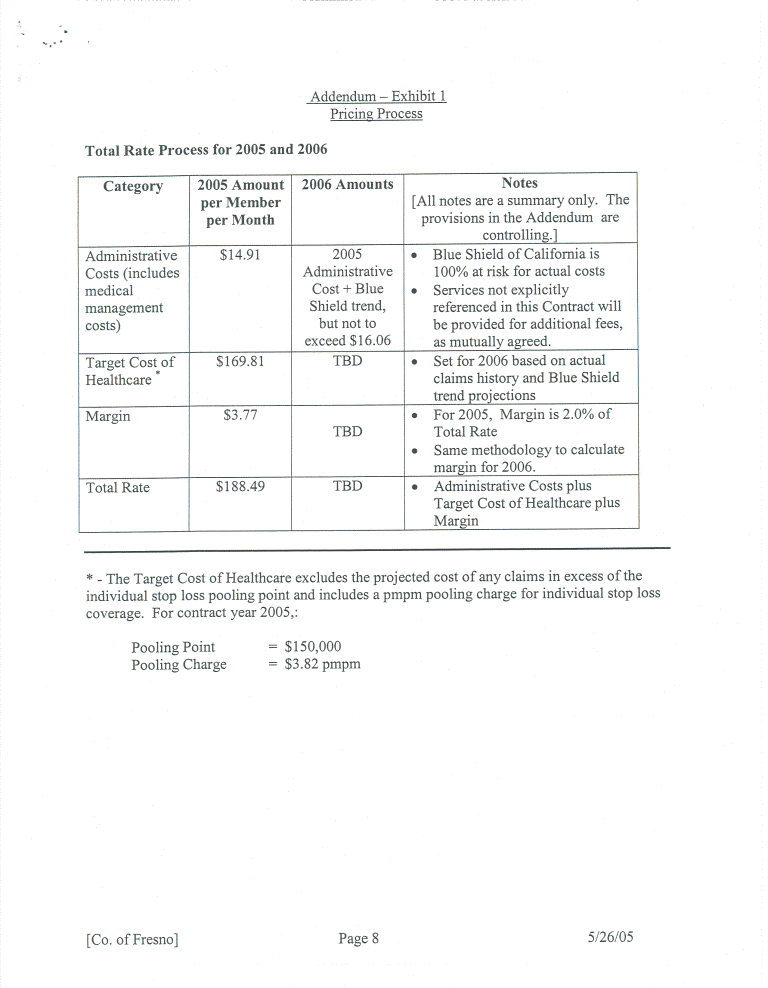 Addendum – Exhibit 1
Pricing Process
Total Rate Process for 2005 and 2006
Category
2005 Amount
per Member
per Month
2006 Amounts
Notes
[All notes are a summary only. The
provisions in the Addendum are
controlling.]
Administrative
Costs (includes
medical
management
costs)
$14.91
2005
Administrative
Cost + Blue
Shield trend,
but not to
exceed $16.06
• Blue Shield of California is
100% at risk for actual costs
• Services not explicitly
referenced in this Contract will
be provided for additional fees,
as mutually agreed.
Target Cost of
Healthcare *
$169.81
TBD
• Set for 2006 based on actual
claims history and Blue Shield
trend projections
Margin
$3.77
TBD
• For 2005, Margin is 2.0% of
Total Rate
• Same methodology to calculate
margin for 2006.
Total Rate
$188.49
TBD
• Administrative Costs plus
Target Cost of Healthcare plus
Margin
* - The Target Cost of Healthcare excludes the projected cost of any claims in excess of the
individual stop loss pooling point and includes a pmpm pooling charge for individual stop loss
coverage. For contract year 2005,:
Pooling Point = $150,000
Pooling Charge = $3.82 pmpm
[Co. of Fresno] Page 8 5/26/05